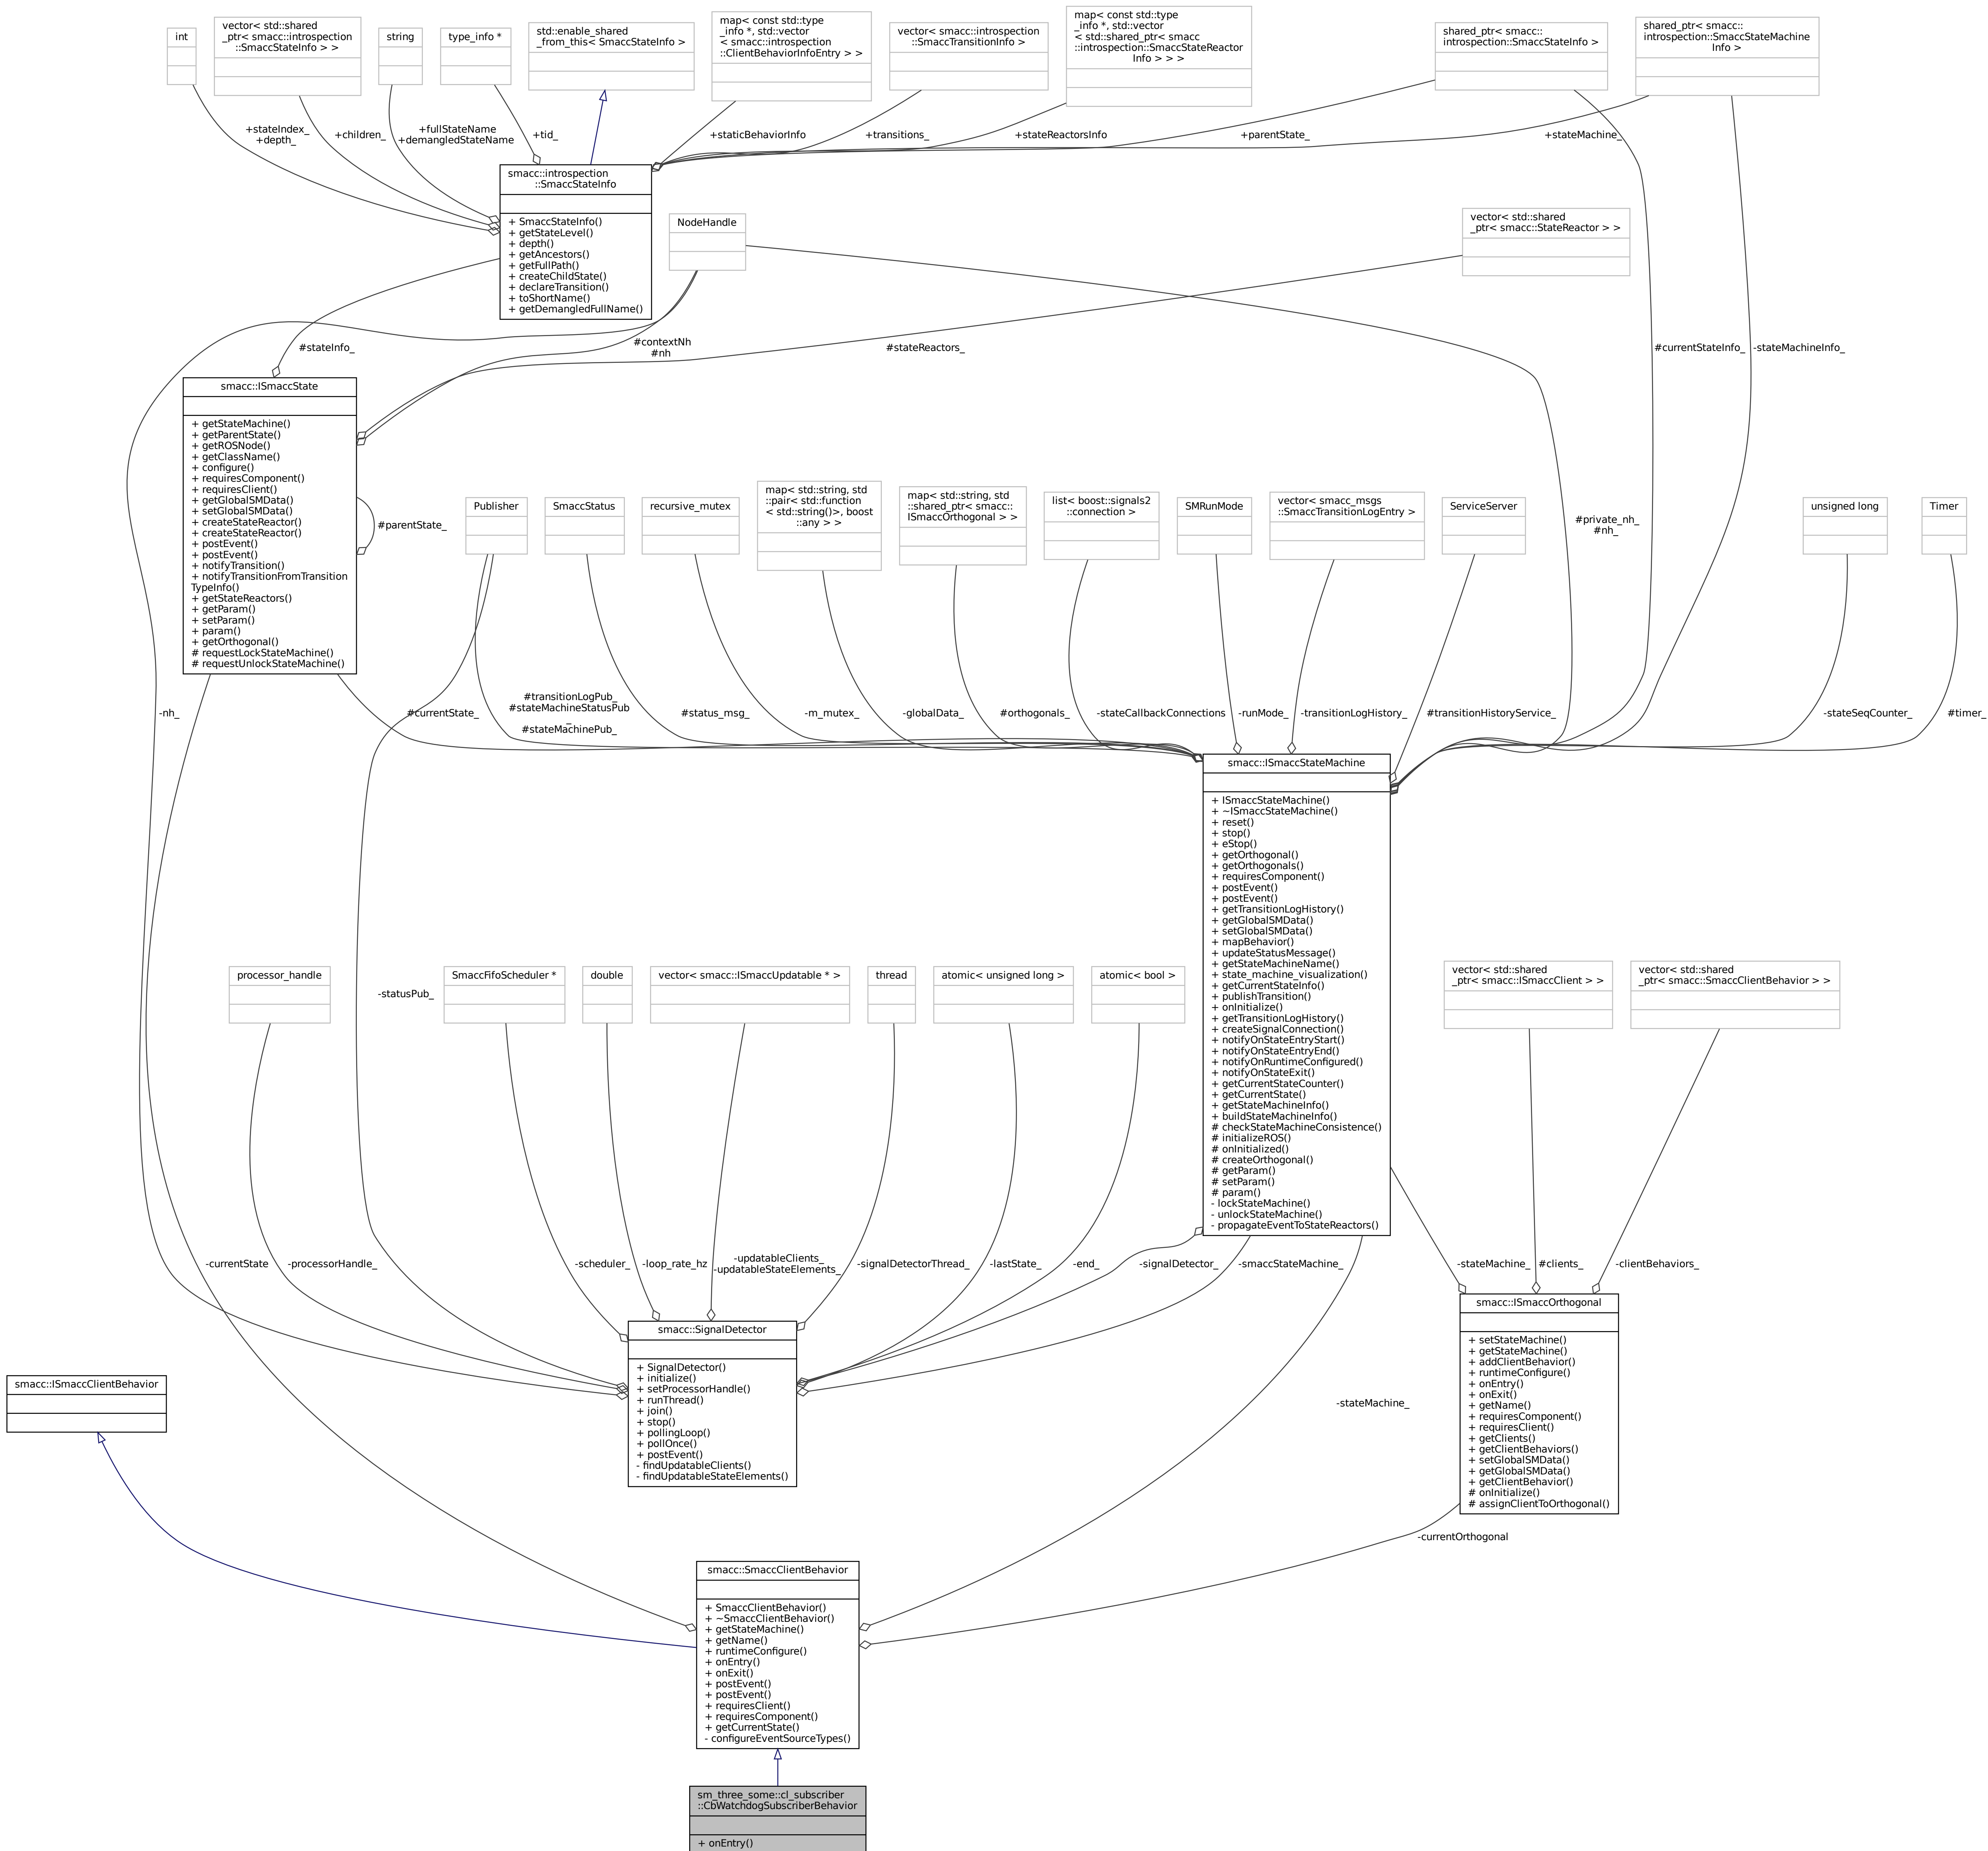 int
vector< std::shared
_ptr< smacc::introspection
::SmaccStateInfo > >
string
type_info *
std::enable_shared
_from_this< SmaccStateInfo >
map< const std::type
_info *, std::vector
< smacc::introspection
::ClientBehaviorInfoEntry > >
vector< smacc::introspection
::SmaccTransitionInfo >
map< const std::type
_info *, std::vector
< std::shared_ptr< smacc
::introspection::SmaccStateReactor
Info > > >
shared_ptr< smacc::
introspection::SmaccStateInfo >
shared_ptr< smacc::
introspection::SmaccStateMachine
Info >
+stateIndex_
+depth_
+children_
+fullStateName
+demangledStateName
+tid_
+staticBehaviorInfo
+transitions_
+stateReactorsInfo
+parentState_
+stateMachine_
smacc::introspection
::SmaccStateInfo
+ SmaccStateInfo()
+ getStateLevel()
+ depth()
+ getAncestors()
+ getFullPath()
+ createChildState()
+ declareTransition()
+ toShortName()
+ getDemangledFullName()
NodeHandle
vector< std::shared
_ptr< smacc::StateReactor > >
#stateInfo_
#contextNh
#nh
#stateReactors_
#currentStateInfo_
-stateMachineInfo_
smacc::ISmaccState
+ getStateMachine()
+ getParentState()
+ getROSNode()
+ getClassName()
+ configure()
+ requiresComponent()
+ requiresClient()
+ getGlobalSMData()
+ setGlobalSMData()
+ createStateReactor()
+ createStateReactor()
+ postEvent()
+ postEvent()
+ notifyTransition()
+ notifyTransitionFromTransition
TypeInfo()
+ getStateReactors()
+ getParam()
+ setParam()
+ param()
+ getOrthogonal()
# requestLockStateMachine()
# requestUnlockStateMachine()
#parentState_
Publisher
SmaccStatus
recursive_mutex
map< std::string, std
::pair< std::function
< std::string()>, boost
::any > >
map< std::string, std
::shared_ptr< smacc::
ISmaccOrthogonal > >
list< boost::signals2
::connection >
SMRunMode
vector< smacc_msgs
::SmaccTransitionLogEntry >
ServiceServer
#private_nh_
#nh_
unsigned long
Timer
-nh_
#currentState_
#transitionLogPub_
#stateMachineStatusPub
_
#stateMachinePub_
#status_msg_
-m_mutex_
-globalData_
#orthogonals_
-stateCallbackConnections
-runMode_
-transitionLogHistory_
#transitionHistoryService_
-stateSeqCounter_
#timer_
smacc::ISmaccStateMachine
+ ISmaccStateMachine()
+ ~ISmaccStateMachine()
+ reset()
+ stop()
+ eStop()
+ getOrthogonal()
+ getOrthogonals()
+ requiresComponent()
+ postEvent()
+ postEvent()
+ getTransitionLogHistory()
+ getGlobalSMData()
+ setGlobalSMData()
+ mapBehavior()
+ updateStatusMessage()
+ getStateMachineName()
+ state_machine_visualization()
+ getCurrentStateInfo()
+ publishTransition()
+ onInitialize()
+ getTransitionLogHistory()
+ createSignalConnection()
+ notifyOnStateEntryStart()
+ notifyOnStateEntryEnd()
+ notifyOnRuntimeConfigured()
+ notifyOnStateExit()
+ getCurrentStateCounter()
+ getCurrentState()
+ getStateMachineInfo()
+ buildStateMachineInfo()
# checkStateMachineConsistence()
# initializeROS()
# onInitialized()
# createOrthogonal()
# getParam()
# setParam()
# param()
- lockStateMachine()
- unlockStateMachine()
- propagateEventToStateReactors()
processor_handle
-statusPub_
SmaccFifoScheduler *
double
vector< smacc::ISmaccUpdatable * >
thread
atomic< unsigned long >
atomic< bool >
vector< std::shared
_ptr< smacc::ISmaccClient > >
vector< std::shared
_ptr< smacc::SmaccClientBehavior > >
-currentState
-processorHandle_
-scheduler_
-loop_rate_hz
-updatableClients_
-updatableStateElements_
-signalDetectorThread_
-lastState_
-end_
-signalDetector_
-smaccStateMachine_
-stateMachine_
#clients_
-clientBehaviors_
smacc::SignalDetector
+ SignalDetector()
+ initialize()
+ setProcessorHandle()
+ runThread()
+ join()
+ stop()
+ pollingLoop()
+ pollOnce()
+ postEvent()
- findUpdatableClients()
- findUpdatableStateElements()
smacc::ISmaccOrthogonal
+ setStateMachine()
+ getStateMachine()
+ addClientBehavior()
+ runtimeConfigure()
+ onEntry()
+ onExit()
+ getName()
+ requiresComponent()
+ requiresClient()
+ getClients()
+ getClientBehaviors()
+ setGlobalSMData()
+ getGlobalSMData()
+ getClientBehavior()
# onInitialize()
# assignClientToOrthogonal()
smacc::ISmaccClientBehavior
-stateMachine_
-currentOrthogonal
smacc::SmaccClientBehavior
+ SmaccClientBehavior()
+ ~SmaccClientBehavior()
+ getStateMachine()
+ getName()
+ runtimeConfigure()
+ onEntry()
+ onExit()
+ postEvent()
+ postEvent()
+ requiresClient()
+ requiresComponent()
+ getCurrentState()
- configureEventSourceTypes()
sm_three_some::cl_subscriber
::CbWatchdogSubscriberBehavior
+ onEntry()